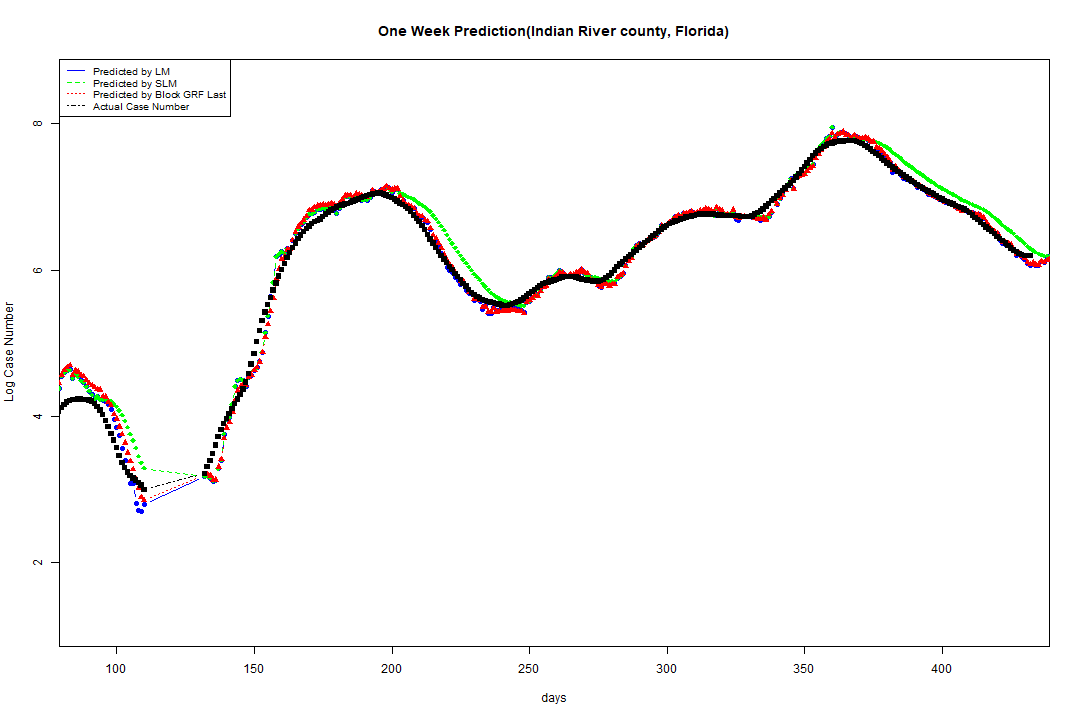 One Week Prediction(Indian River county, Florida)
Predicted by LM
Predicted by SLM
Predicted by Block GRF Last
Actual Case Number
8
6
4
2
Log Case Number
100 150 200 250 300 350 400
days